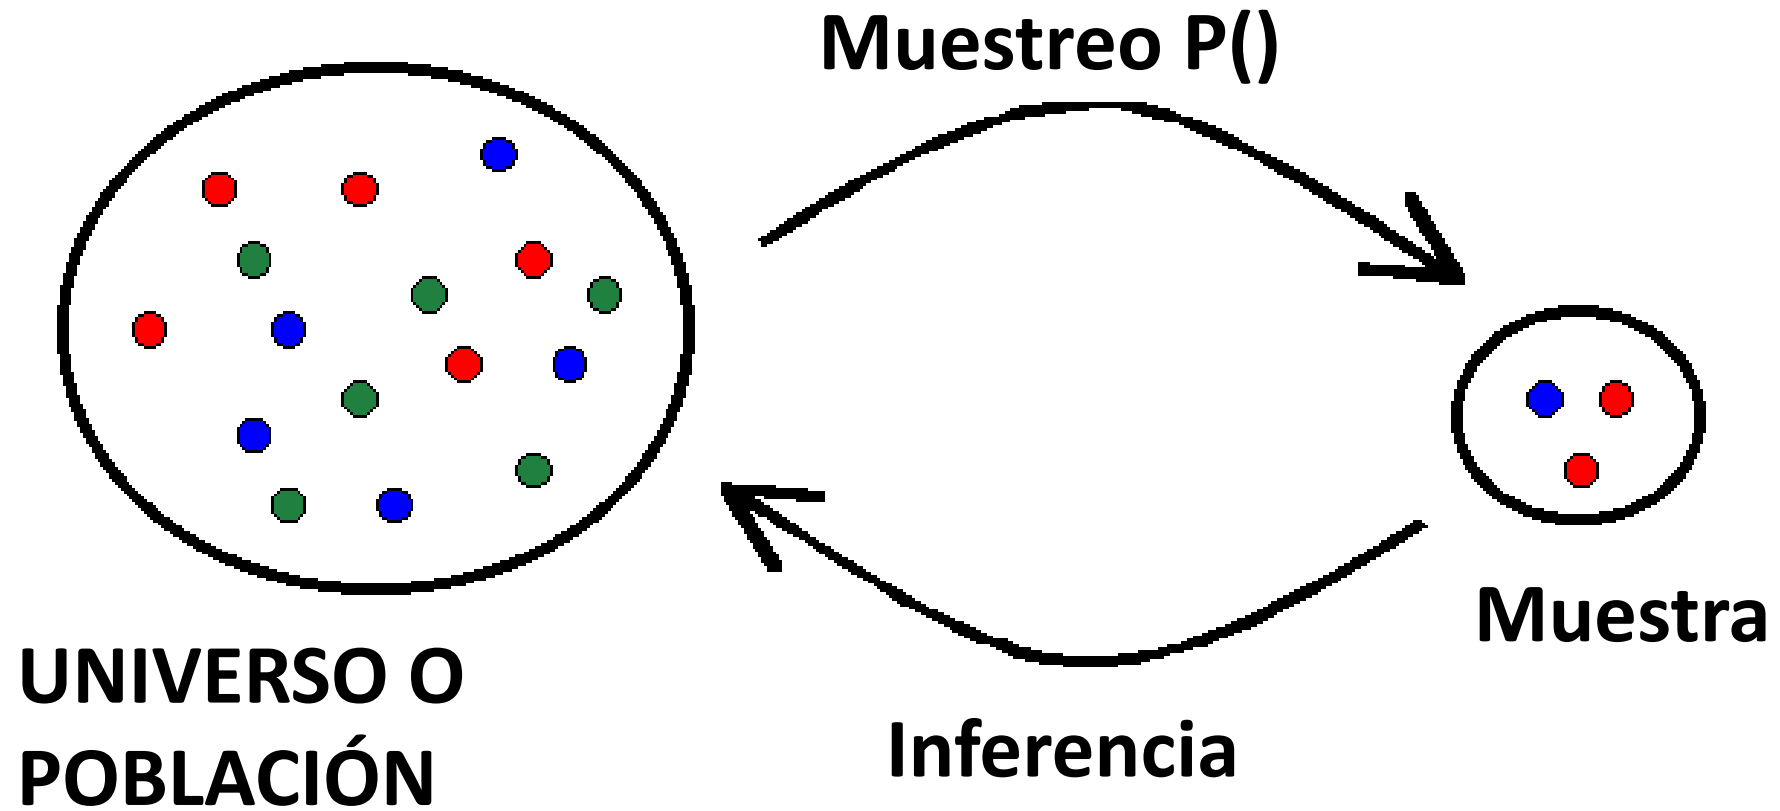 Muestreo P()
Muestra
UNIVERSO O
POBLACIÓN
Inferencia